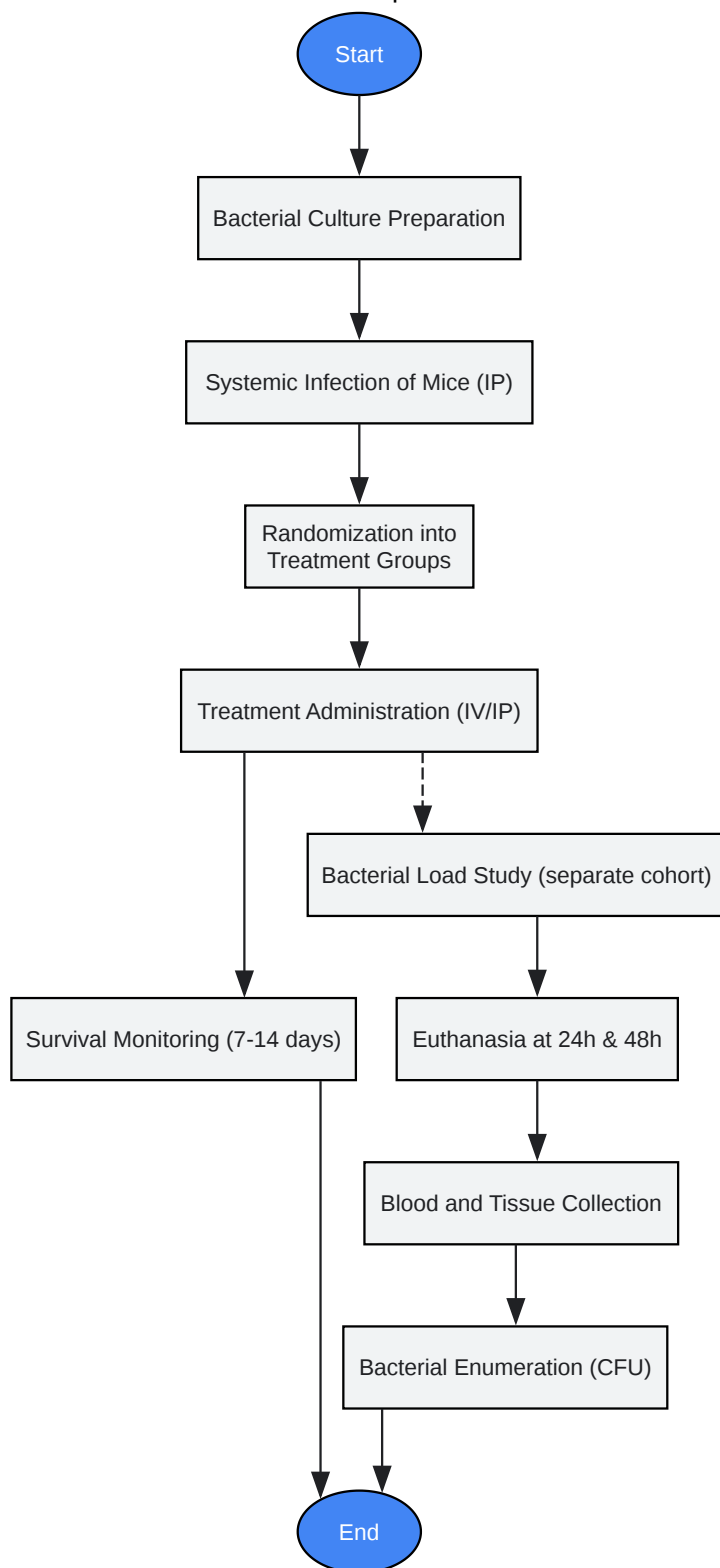 Start
Bacterial Culture Preparation
Systemic Infection of Mice (IP)
Randomization into
Treatment Groups
Treatment Administration (IV/IP)
Bacterial Load Study (separate cohort)
Survival Monitoring (7-14 days)
Euthanasia at 24h & 48h
Blood and Tissue Collection
Bacterial Enumeration (CFU)
End